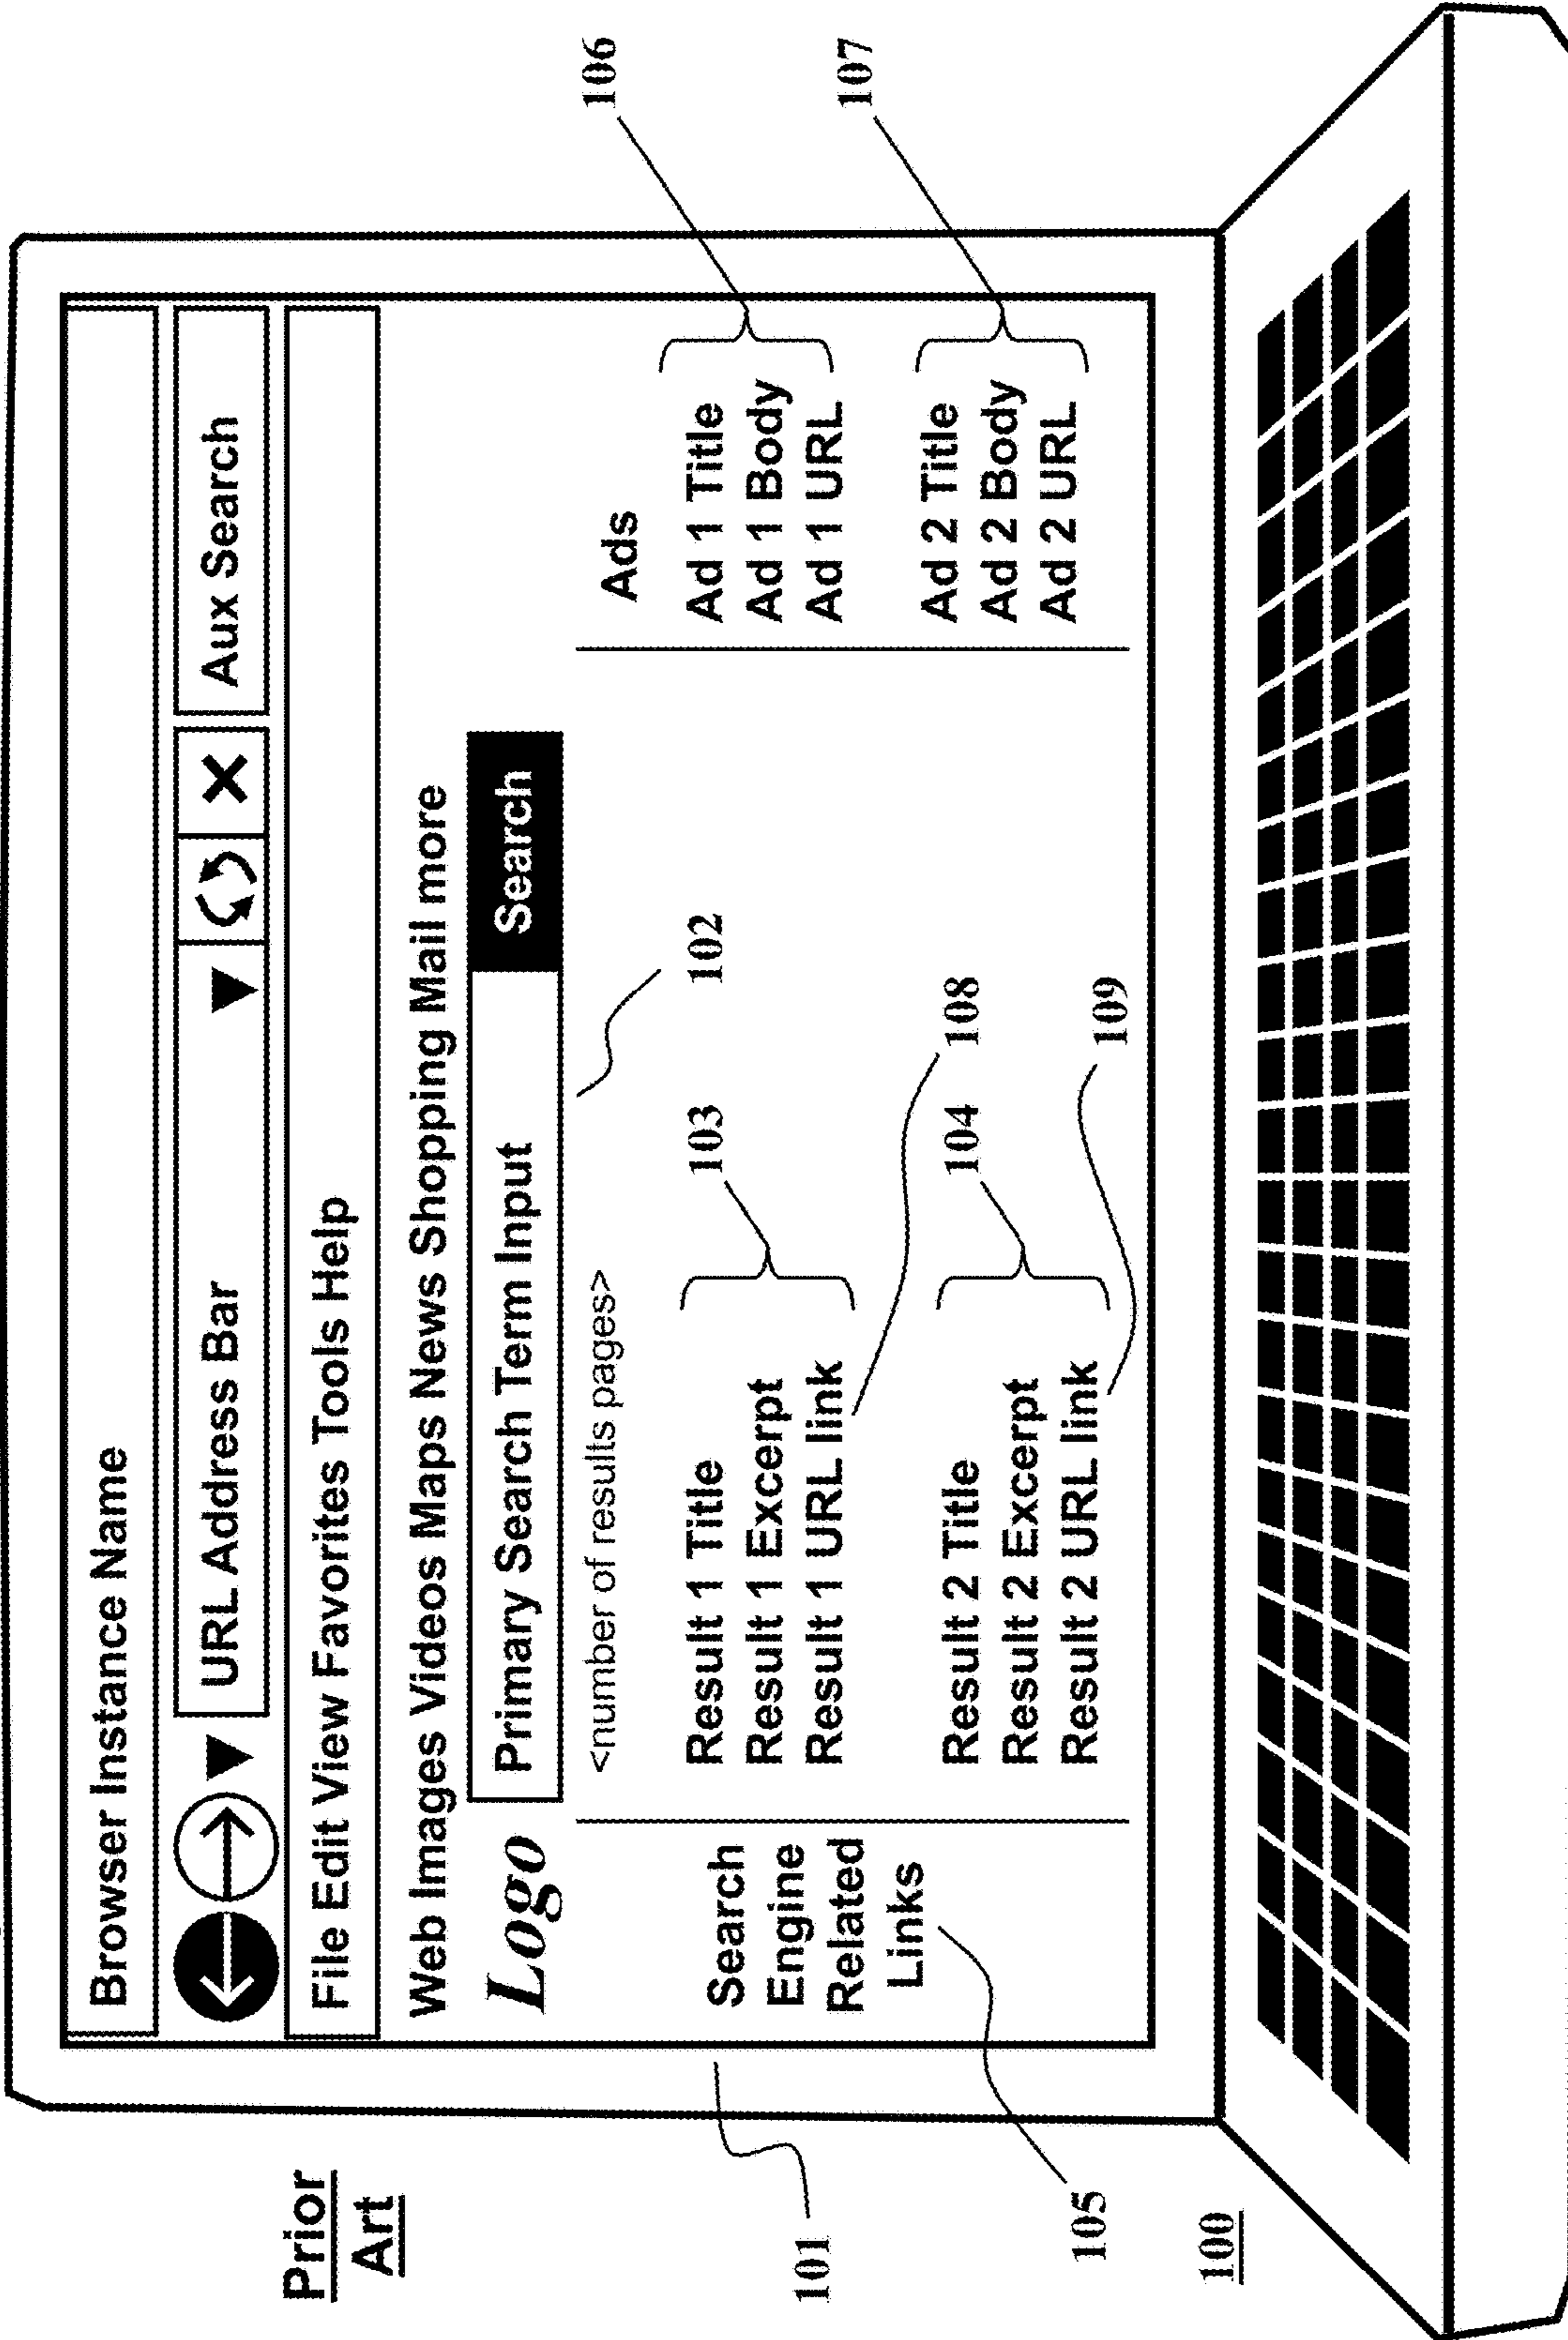 Prior
Art
Browser Instance Name
URL Address Bar
Aux Search
File Edit View Favorites Tools Help
Web Images Videos Maps News Shopping Mail more
Logo
Primary Search Term Input
Search
<number of results pages>
102
Search
Engine
Related
Links
Result 1 Title
Result 1 Excerpt
Result 1 URL link
103
108
Result 2 Title
Result 2 Excerpt
Result 2 URL link
104
109
Ads
Ad 1 Title
Ad 1 Body
Ad 1 URL
106
Ad 2 Title
Ad 2 Body
Ad 2 URL
107
101
105
100